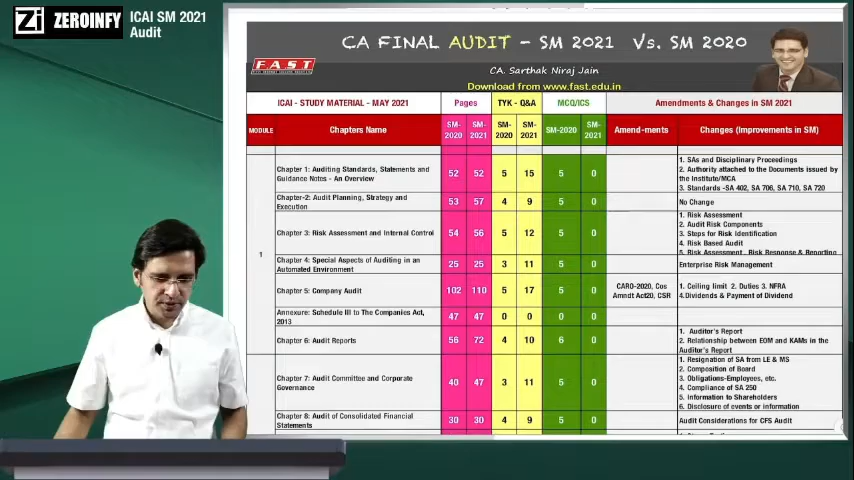 Zi ZEROINFY
ICAI SM 2021
Audit
CA FINAL AUDIT - SM 2021 Vs. SM 2020
F.A.S.T
CA. Sarthak Niraj Jain
Download from www.fast.edu.in
ICAI - STUDY MATERIAL - MAY 2021 Pages TYK - Q&A MCQ/ICS Amendments & Changes in SM 2021
MODULE Chapters Name SM-2020 SM-2021 SM-2020 SM-2021 SM-2020 SM-2021 Amend-ments Changes (Improvements in SM)
1
Chapter 1: Auditing Standards, Statements and
Guidance Notes - An Overview
52 52 5 15 5 0
1. SAs and Disciplinary Proceedings
2. Authority attached to the Documents issued by
the Institute/MCA
3. Standards -SA 402, SA 706, SA 710, SA 720
Chapter-2: Audit Planning, Strategy and
Execution
53 57 4 9 5 0
No Change
Chapter 3: Risk Assessment and Internal Control
54 56 5 12 5 0
1. Risk Assessment
2. Audit Risk Components
3. Steps for Risk Identification
4. Risk Based Audit
5. Risk Assessment, Risk Response & Reporting
Chapter 4: Special Aspects of Auditing in an
Automated Environment
25 25 3 11 5 0
Enterprise Risk Management
Chapter 5: Company Audit
102 110 5 17 5 0
CARO-2020, Cos
Amndt Act20, CSR
1. Ceiling limit 2. Duties 3. NFRA
4.Dividends & Payment of Dividend
Annexure: Schedule III to The Companies Act,
2013
47 47 0 0 0 0
Chapter 6: Audit Reports
56 72 4 10 6 0
1. Auditor's Report
2. Relationship between EOM and KAMs in the
Auditor's Report
Chapter 7: Audit Committee and Corporate
Governance
40 47 3 11 5 0
1. Resignation of SA from LE & MS
2. Composition of Board
3. Obligations-Employees, etc.
4. Compliance of SA 250
5. Information to Shareholders
6. Disclosure of events or information
Chapter 8: Audit of Consolidated Financial
Statements
30 30 4 9 5 0
Audit Considerations for CFS Audit